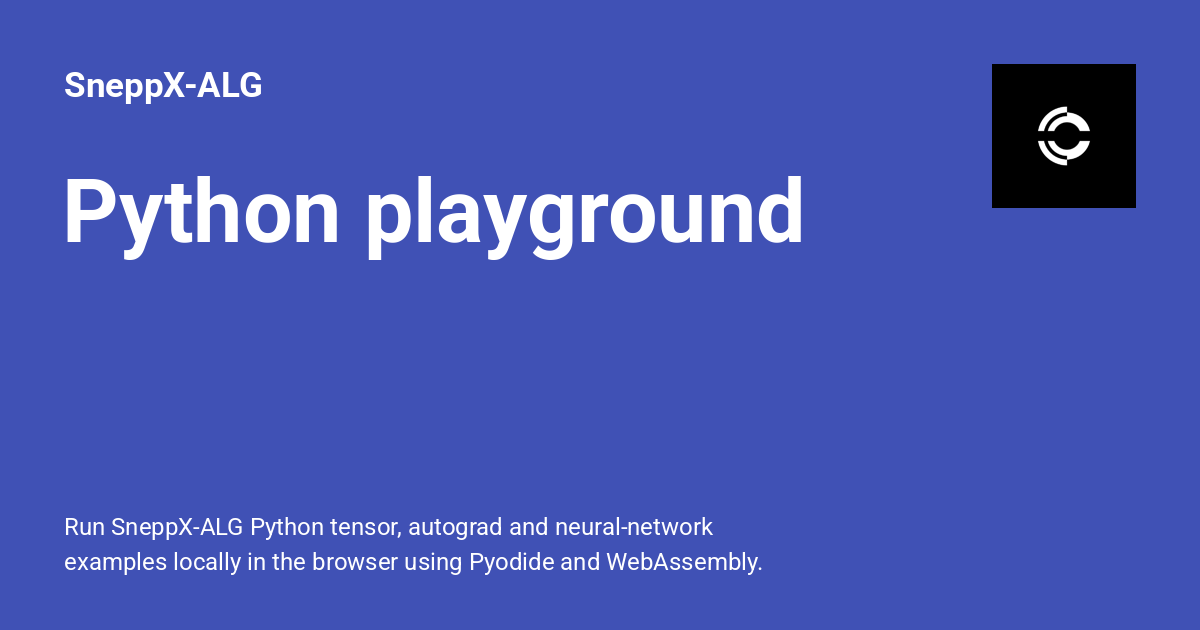 SneppX-ALG
Python playground
Run SneppX-ALG Python tensor, autograd and neural-network
examples locally in the browser using Pyodide and WebAssembly.